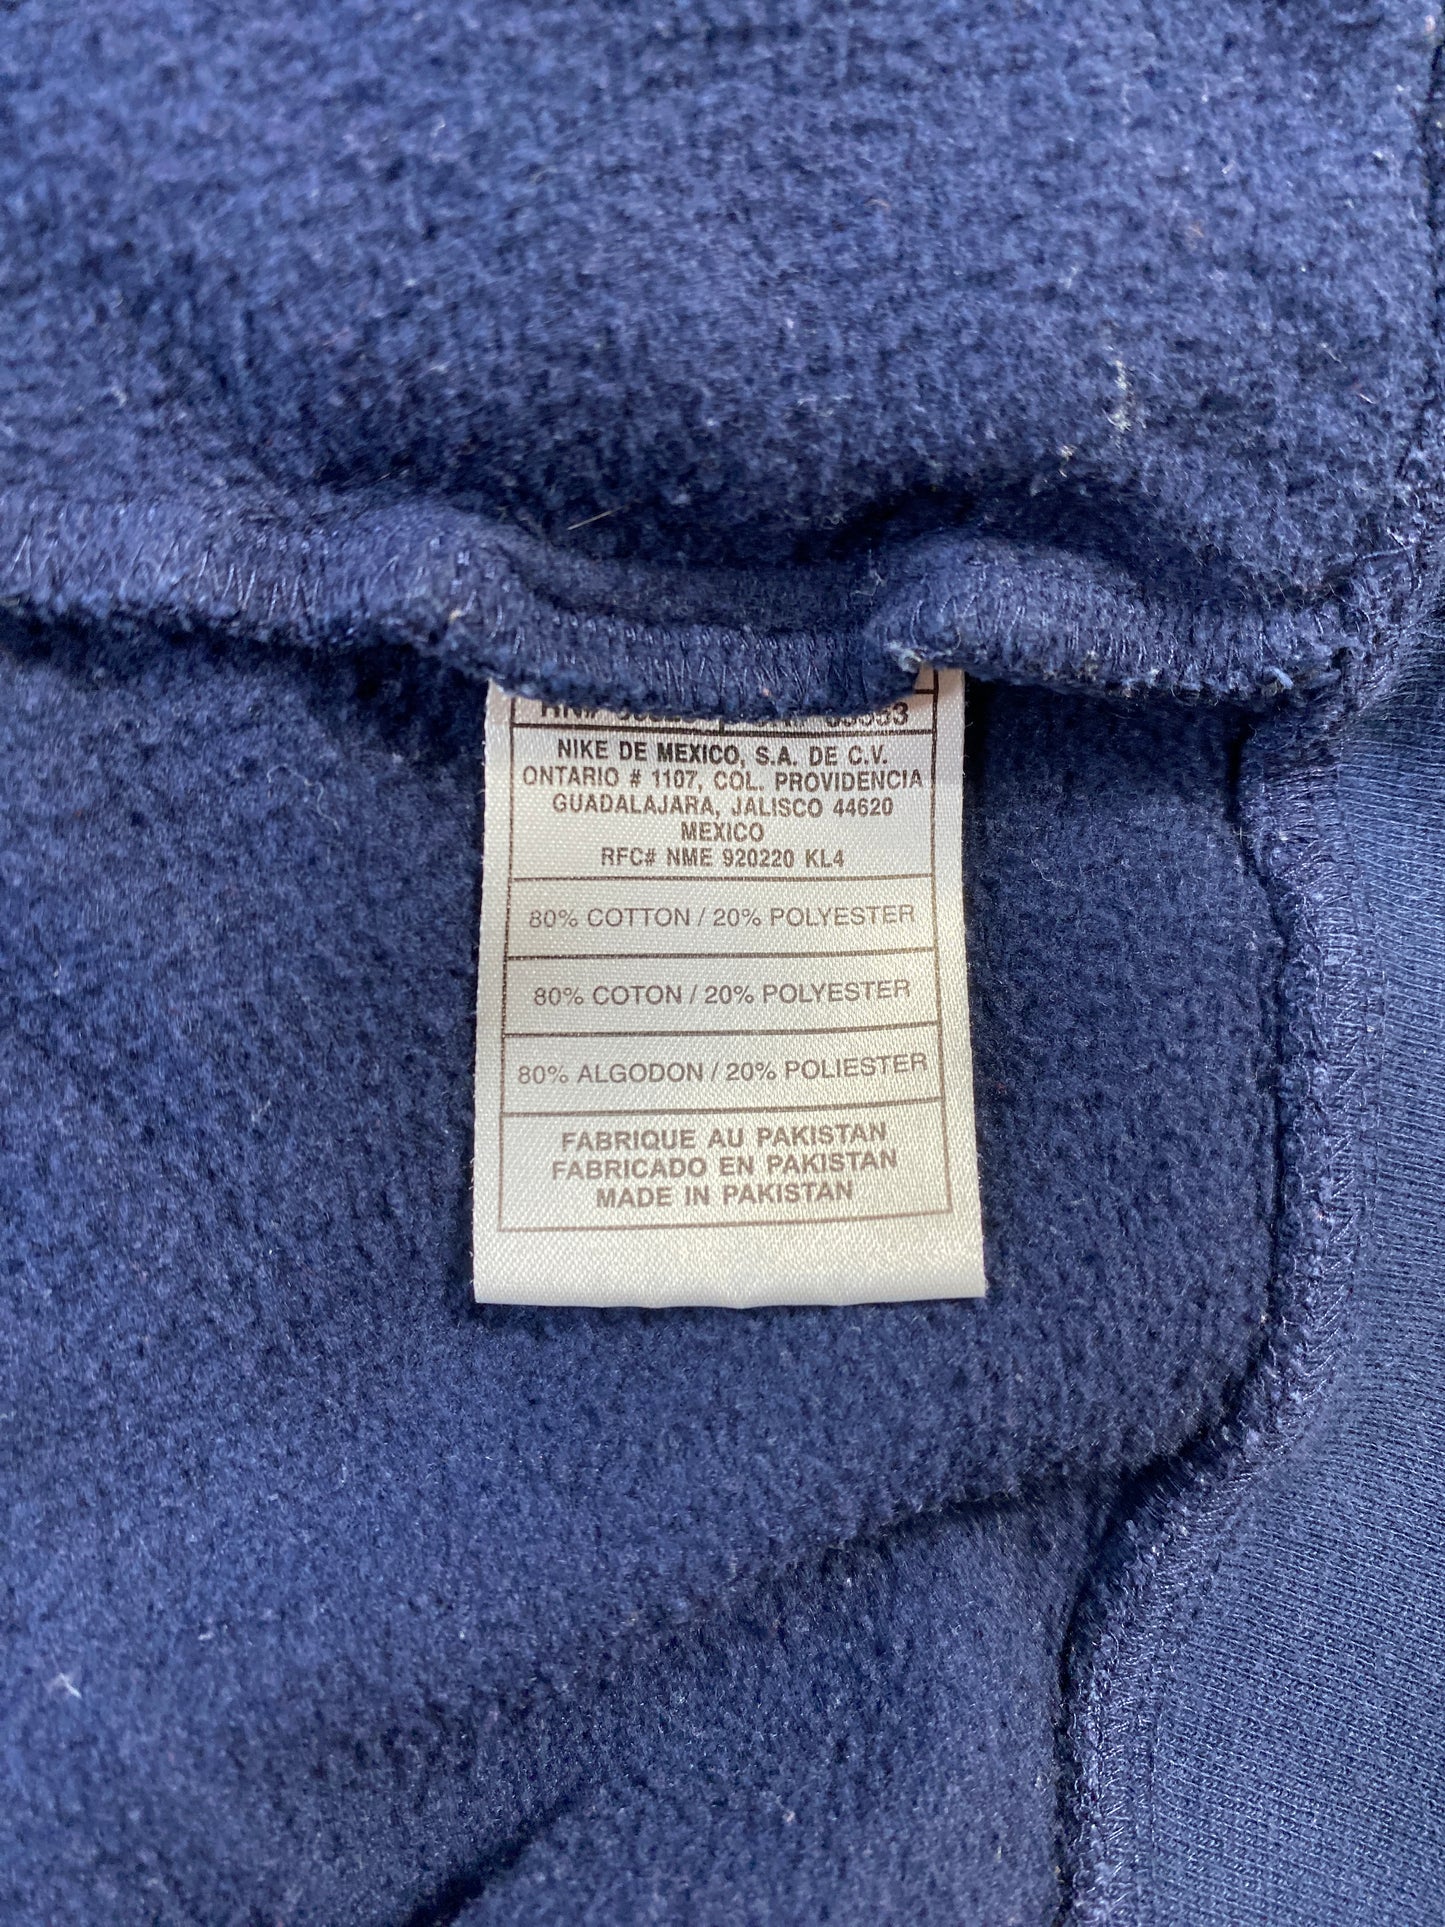 NIKE DE MEXICO, S.A. DE C.V.
ONTARIO # 1107, COL. PROVIDENCIA
GUADALAJARA, JALISCO 44620
MEXICO
RFC# NME 920220 KL4
80% COTTON / 20% POLYESTER
80% COTON / 20% POLYESTER
80% ALGODON / 20% POLIESTER
FABRIQUE AU PAKISTAN
FABRICADO EN PAKISTAN
MADE IN PAKISTAN